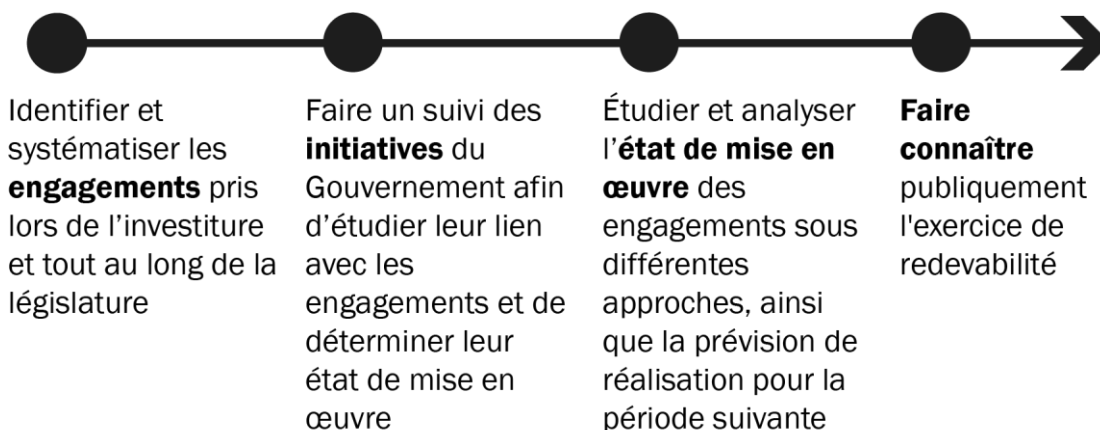 Identifier et
systématiser les
engagements pris
lors de l’investiture
et tout au long de la
législature
Faire un suivi des
initiatives du
Gouvernement afin
d’étudier leur lien
avec les
engagements et de
déterminer leur
état de mise en
œuvre
Étudier et analyser
l’état de mise en
œuvre des
engagements sous
différentes
approches, ainsi
que la prévision de
réalisation pour la
période suivante
Faire
connaître
publiquement
l'exercice de
redevabilité